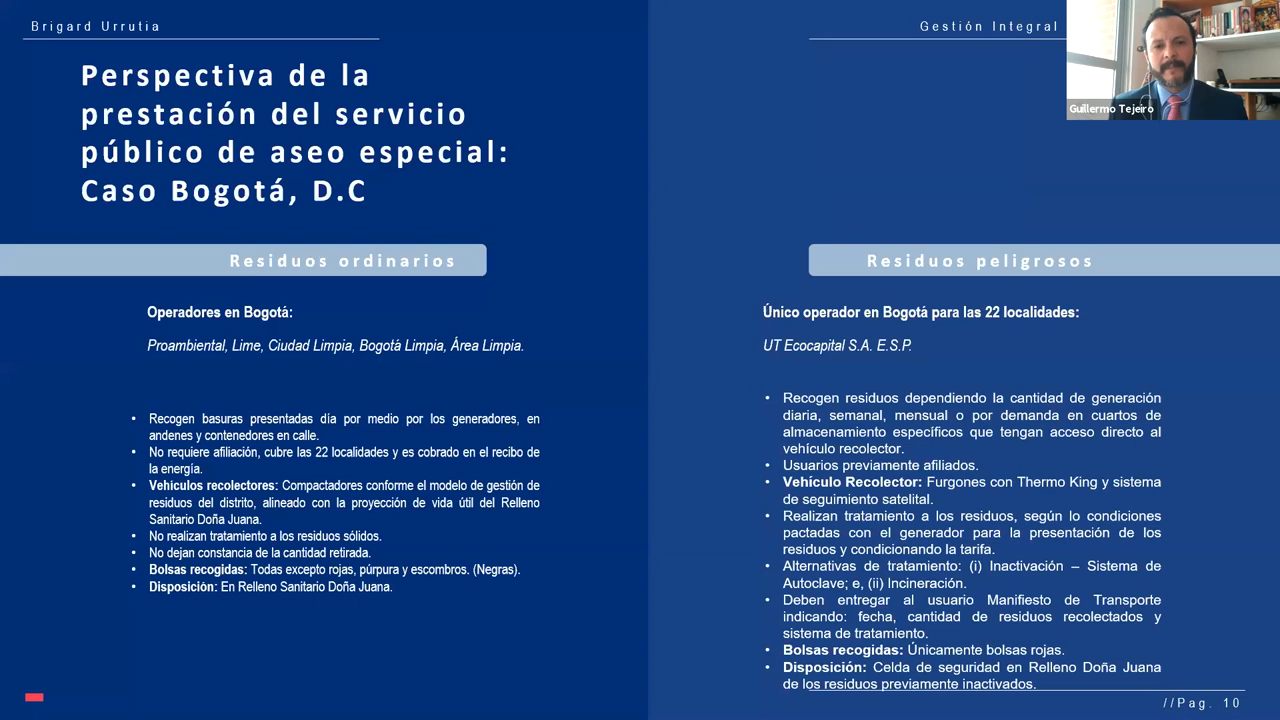 Brigard Urrutia
Gestión Integral
Guillermo Tejeiro
Perspectiva de la
prestación del servicio
público de aseo especial:
Caso Bogotá, D.C
Residuos ordinarios
Operadores en Bogotá:
Proambiental, Lime, Ciudad Limpia, Bogotá Limpia, Área Limpia.
• Recogen basuras presentadas día por medio por los generadores, en
andenes y contenedores en calle.
• No requiere afiliación, cubre las 22 localidades y es cobrado en el recibo de
la energía.
• Vehículos recolectores: Compactadores conforme el modelo de gestión de
residuos del distrito, alineado con la proyección de vida útil del Relleno
Sanitario Doña Juana.
• No realizan tratamiento a los residuos sólidos.
• No dejan constancia de la cantidad retirada.
• Bolsas recogidas: Todas excepto rojas, púrpura y escombros. (Negras).
• Disposición: En Relleno Sanitario Doña Juana.
Residuos peligrosos
Único operador en Bogotá para las 22 localidades:
UT Ecocapital S.A. E.S.P.
• Recogen residuos dependiendo la cantidad de generación
diaria, semanal, mensual o por demanda en cuartos de
almacenamiento específicos que tengan acceso directo al
vehículo recolector.
• Usuarios previamente afiliados.
• Vehículo Recolector: Furgones con Thermo King y sistema
de seguimiento satelital.
• Realizan tratamiento a los residuos, según lo condiciones
pactadas con el generador para la presentación de los
residuos y condicionando la tarifa.
• Alternativas de tratamiento: (i) Inactivación – Sistema de
Autoclave; e, (ii) Incineración.
• Deben entregar al usuario Manifiesto de Transporte
indicando: fecha, cantidad de residuos recolectados y
sistema de tratamiento.
• Bolsas recogidas: Únicamente bolsas rojas.
• Disposición: Celda de seguridad en Relleno Doña Juana
de los residuos previamente inactivados.
//Pag. 10